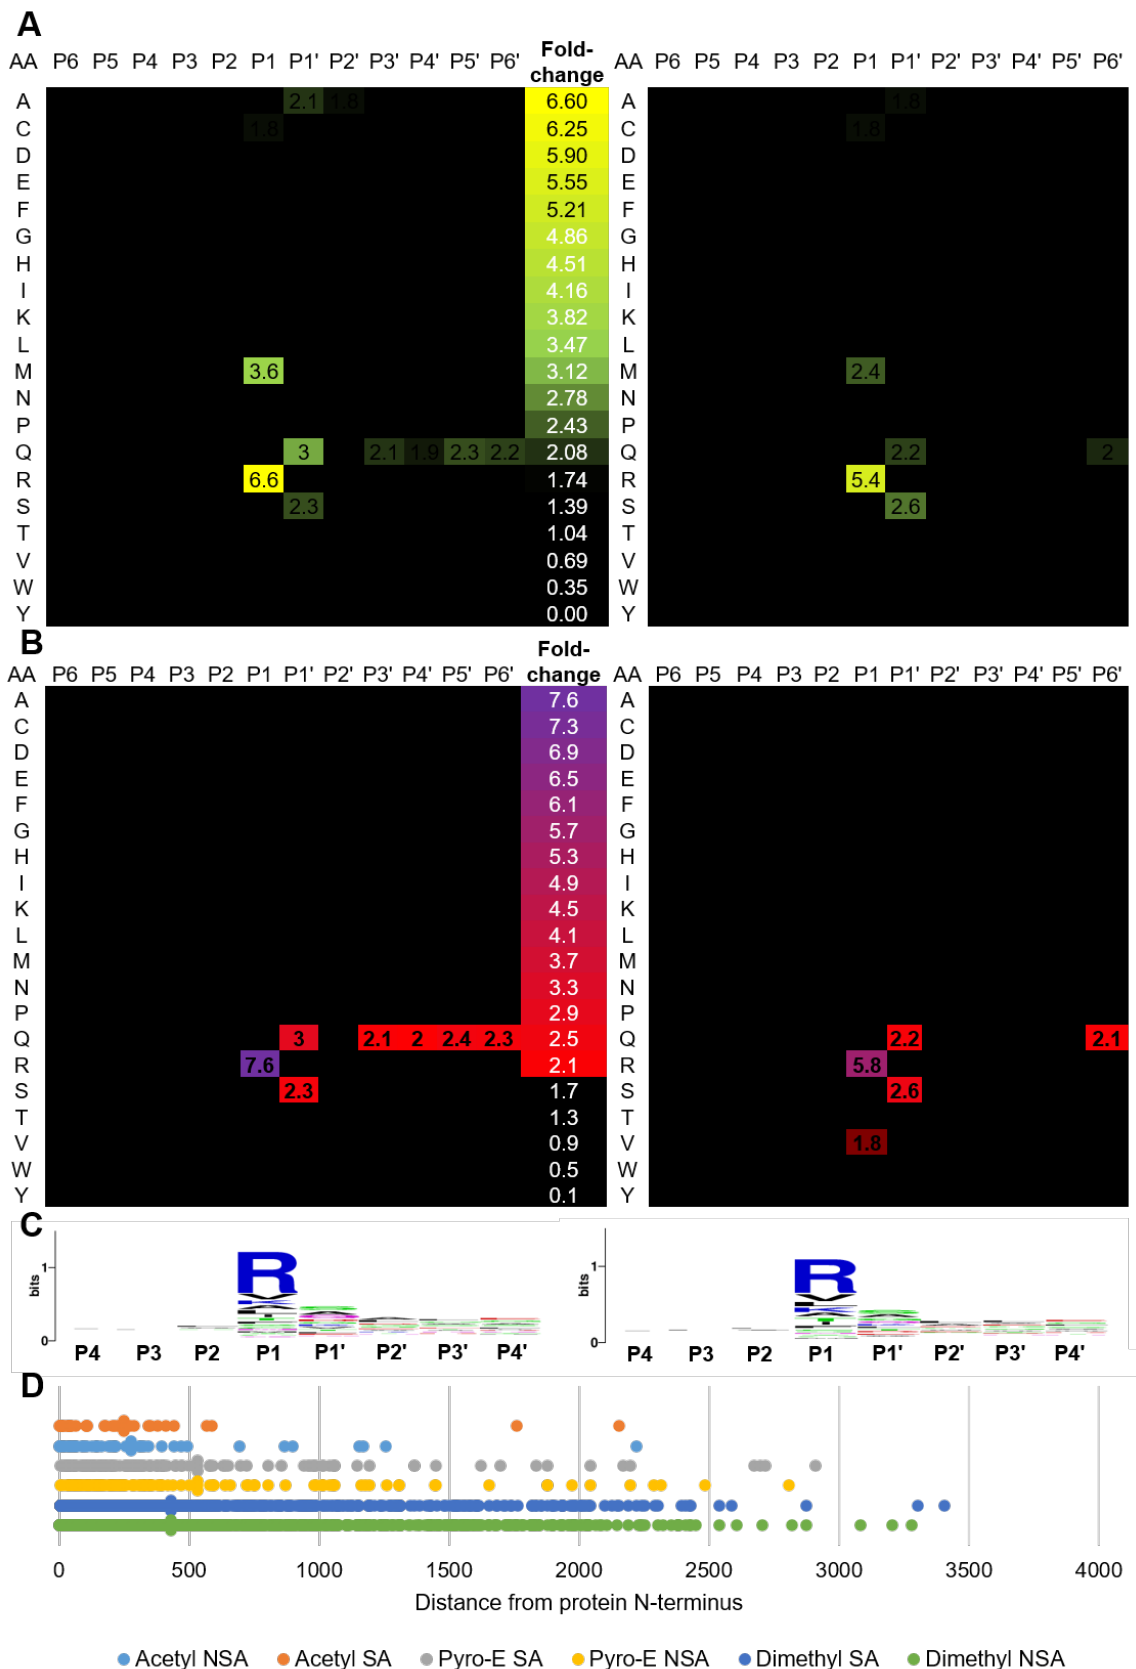 A
AA P6 P5 P4 P3 P2 P1 P1' P2' P3' P4' P5' P6' Fold-change AA P6 P5 P4 P3 P2 P1 P1' P2' P3' P4' P5' P6'
A 2.1 1.8 6.60 A 1.8
C 1.8 6.25 C 1.8
D 5.90 D
E 5.55 E
F 5.21 F
G 4.86 G
H 4.51 H
I 4.16 I
K 3.82 K
L 3.47 L
M 3.6 3.12 M 2.4
N 2.78 N
P 2.43 P
Q 3 2.1 1.9 2.3 2.2 2.08 Q 2.2 2
R 6.6 1.74 R 5.4
S 2.3 1.39 S 2.6
T 1.04 T
V 0.69 V
W 0.35 W
Y 0.00 Y
B
AA P6 P5 P4 P3 P2 P1 P1' P2' P3' P4' P5' P6' Fold-change AA P6 P5 P4 P3 P2 P1 P1' P2' P3' P4' P5' P6'
A 7.6 A
C 7.3 C
D 6.9 D
E 6.5 E
F 6.1 F
G 5.7 G
H 5.3 H
I 4.9 I
K 4.5 K
L 4.1 L
M 3.7 M
N 3.3 N
P 2.9 P
Q 3 2.1 2 2.4 2.3 2.5 Q 2.2 2.1
R 7.6 2.1 R 5.8
S 2.3 1.7 S 2.6
T 1.3 T
V 0.9 V 1.8
W 0.5 W
Y 0.1 Y
C
bits 1 0 R bits 1 0 R
P4 P3 P2 P1 P1' P2' P3' P4' P4 P3 P2 P1 P1' P2' P3' P4'
D
0 500 1000 1500 2000 2500 3000 3500 4000
Distance from protein N-terminus
Acetyl NSA Acetyl SA Pyro-E SA Pyro-E NSA Dimethyl SA Dimethyl NSA